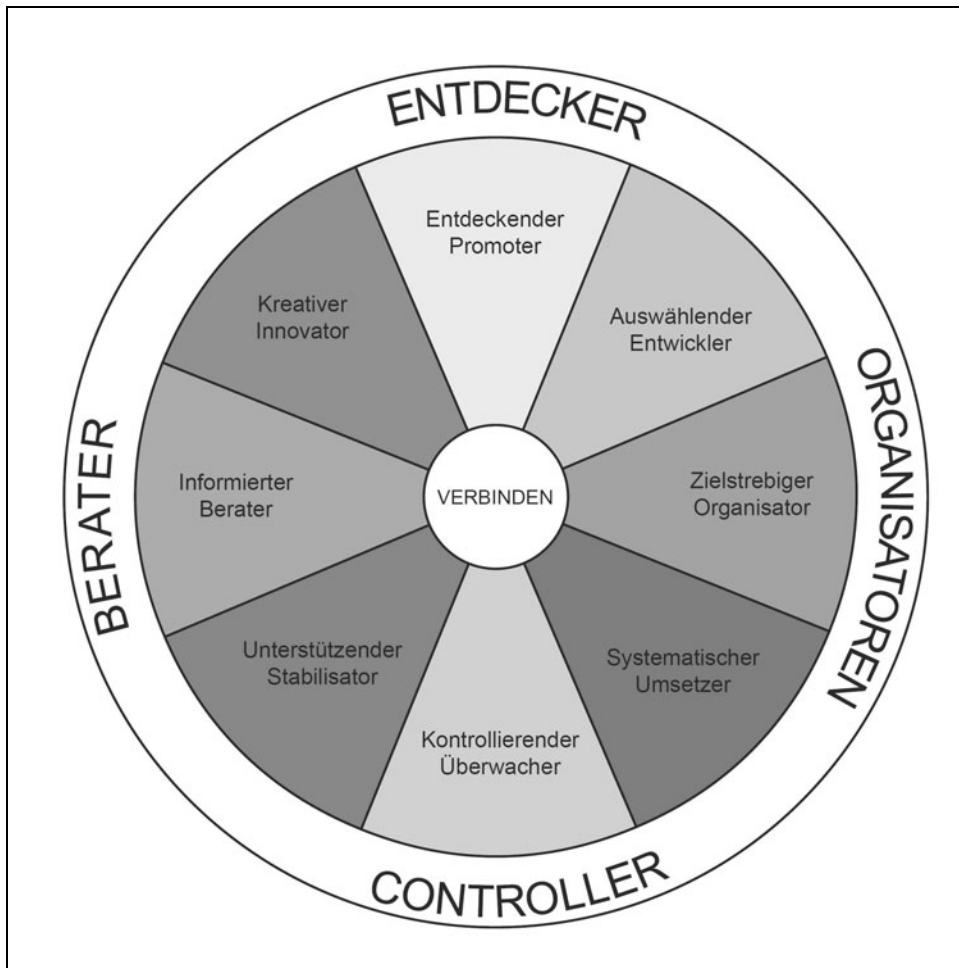 ENTDECKER
Entdeckender
Promoter
Kreativer
Innovator
Auswählender
Entwickler
ORGANISATOREN
BERATER
Informierter
Berater
VERBINDEN
Zielstrebiger
Organisator
Unterstützender
Stabilisator
Systematischer
Umsetzer
Kontrollierender
Überwacher
CONTROLLER